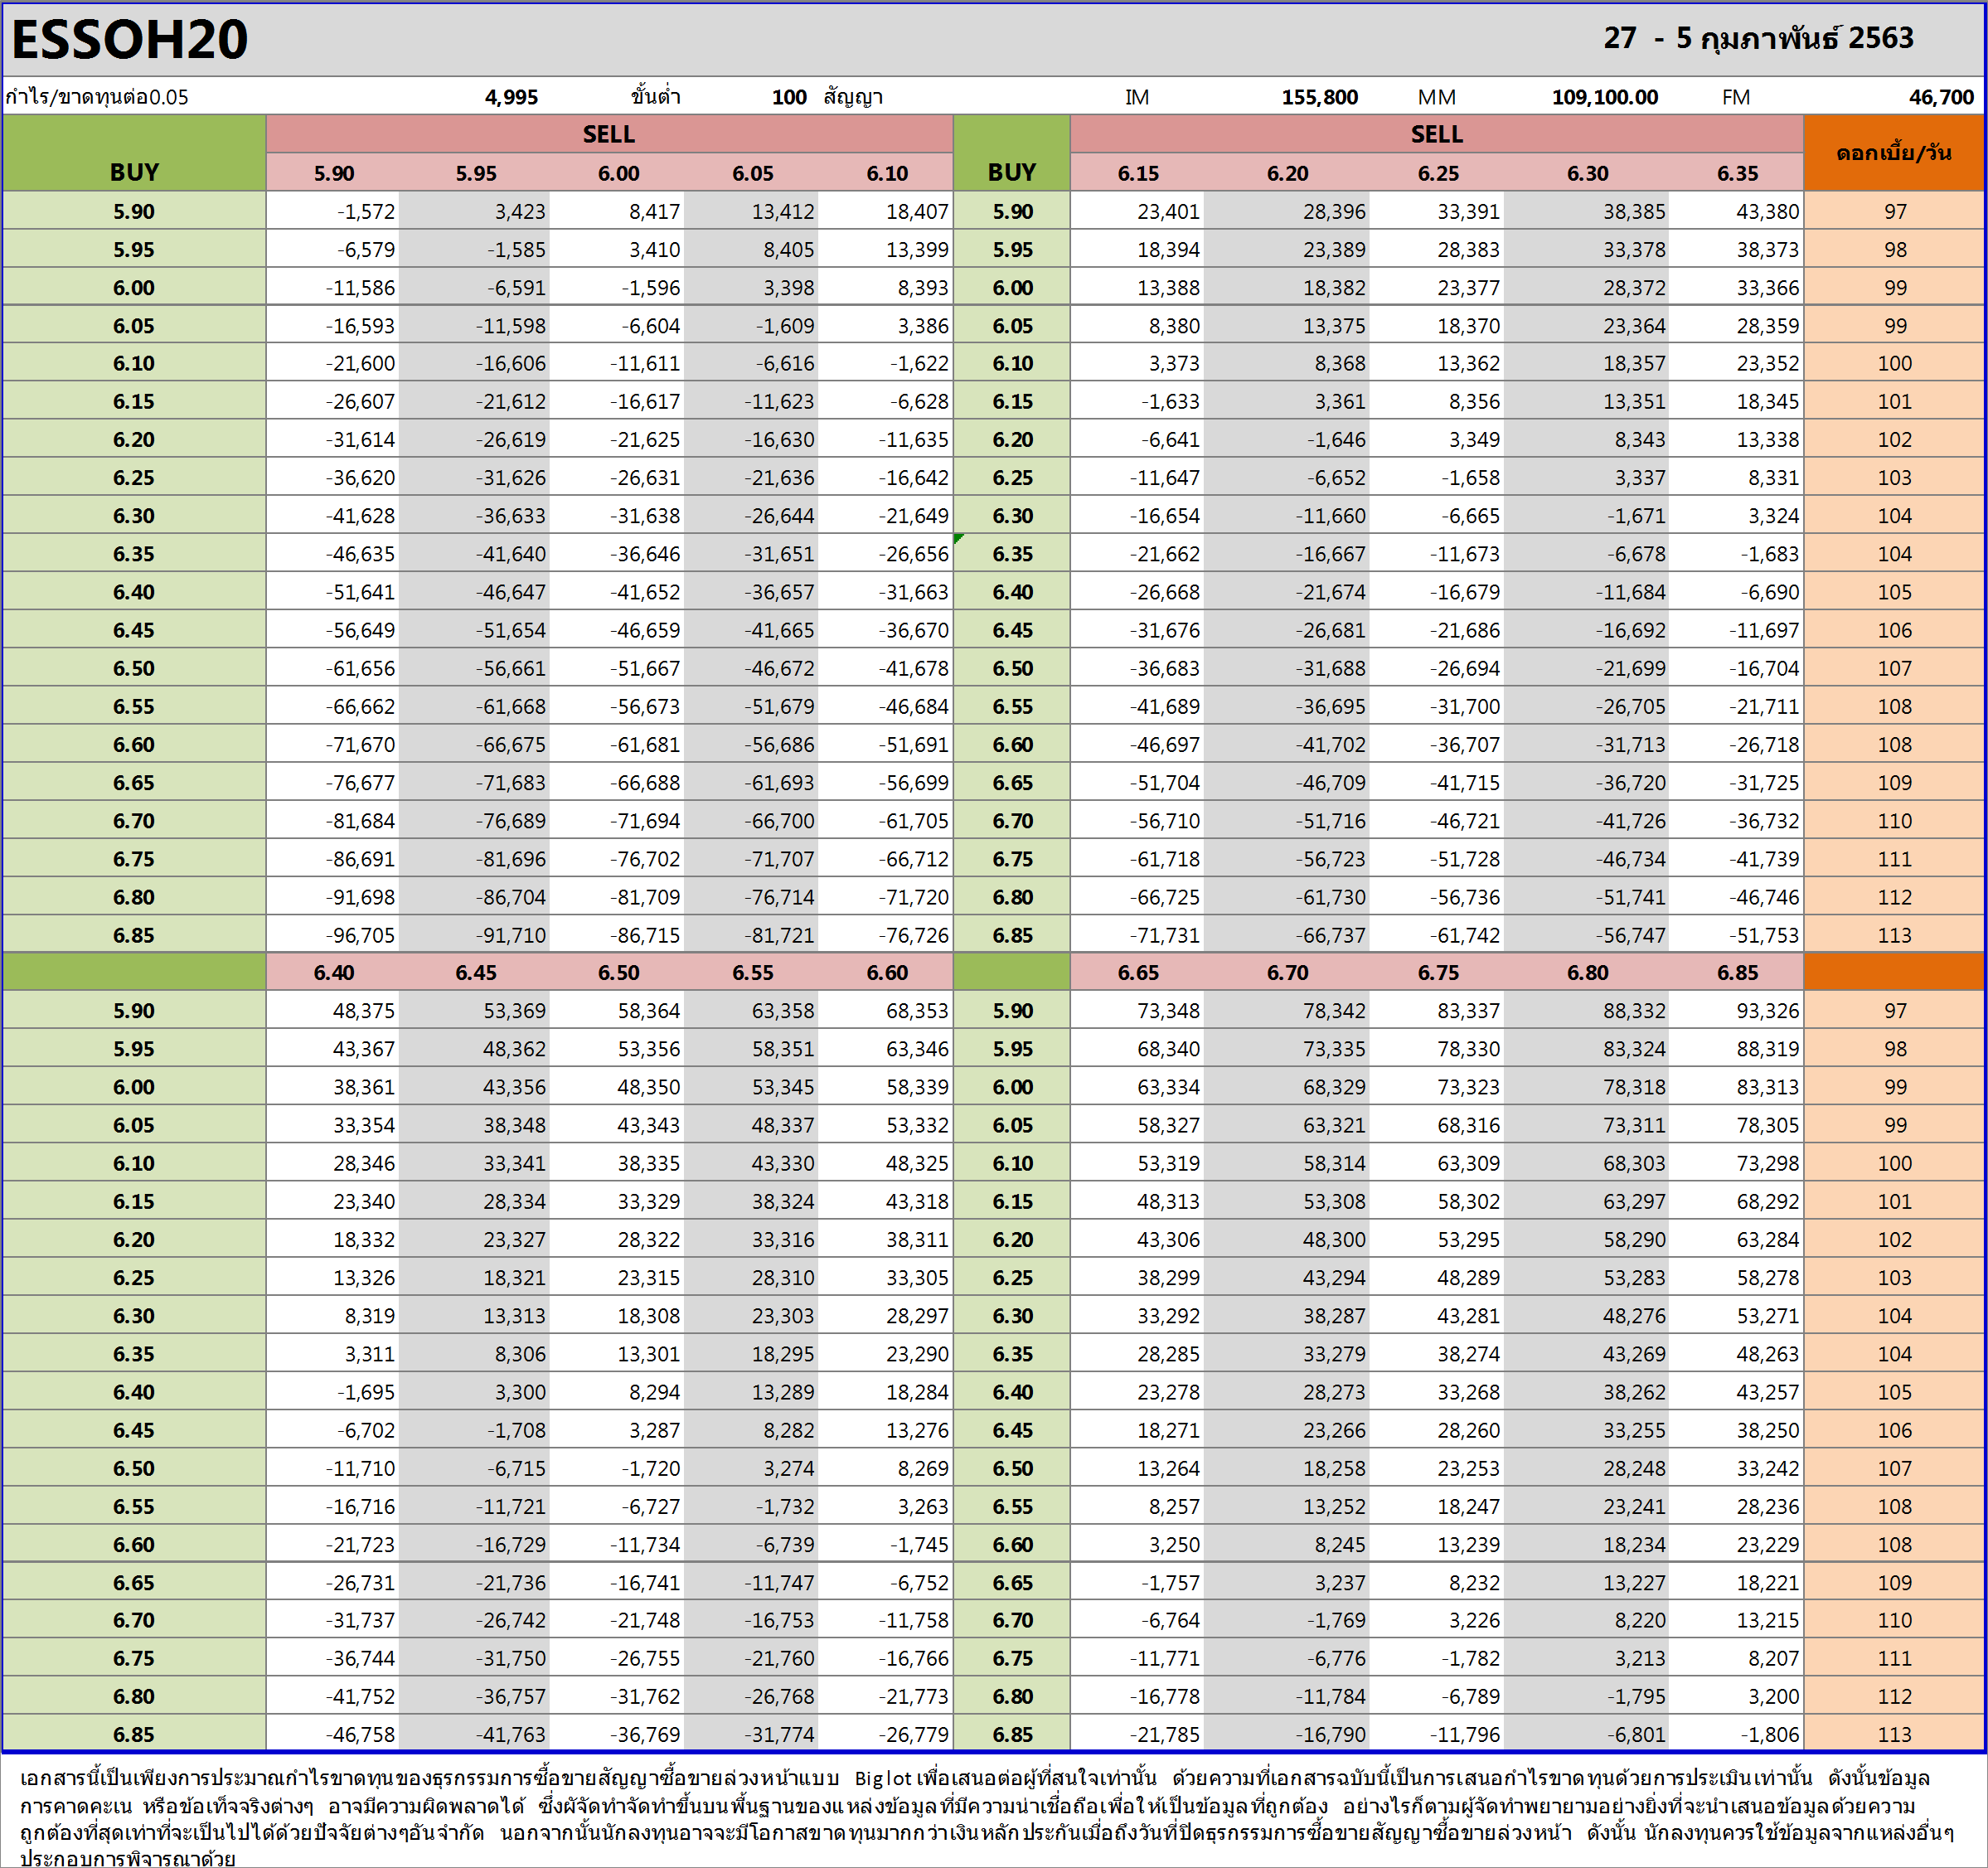 ESSOH20 27 - 5 กุมภาพันธ์ 2563
กำไร/ขาดทุนต่อ0.05 4,995 ขั้นต่ำ 100 สัญญา IM 155,800 MM 109,100.00 FM 46,700
SELL SELL
BUY 5.90 5.95 6.00 6.05 6.10 BUY 6.15 6.20 6.25 6.30 6.35 ดอกเบี้ย/วัน
5.90 -1,572 3,423 8,417 13,412 18,407 5.90 23,401 28,396 33,391 38,385 43,380 97
5.95 -6,579 -1,585 3,410 8,405 13,399 5.95 18,394 23,389 28,383 33,378 38,373 98
6.00 -11,586 -6,591 -1,596 3,398 8,393 6.00 13,388 18,382 23,377 28,372 33,366 99
6.05 -16,593 -11,598 -6,604 -1,609 3,386 6.05 8,380 13,375 18,370 23,364 28,359 99
6.10 -21,600 -16,606 -11,611 -6,616 -1,622 6.10 3,373 8,368 13,362 18,357 23,352 100
6.15 -26,607 -21,612 -16,617 -11,623 -6,628 6.15 -1,633 3,361 8,356 13,351 18,345 101
6.20 -31,614 -26,619 -21,625 -16,630 -11,635 6.20 -6,641 -1,646 3,349 8,343 13,338 102
6.25 -36,620 -31,626 -26,631 -21,636 -16,642 6.25 -11,647 -6,652 -1,658 3,337 8,331 103
6.30 -41,628 -36,633 -31,638 -26,644 -21,649 6.30 -16,654 -11,660 -6,665 -1,671 3,324 104
6.35 -46,635 -41,640 -36,646 -31,651 -26,656 6.35 -21,662 -16,667 -11,673 -6,678 -1,683 104
6.40 -51,641 -46,647 -41,652 -36,657 -31,663 6.40 -26,668 -21,674 -16,679 -11,684 -6,690 105
6.45 -56,649 -51,654 -46,659 -41,665 -36,670 6.45 -31,676 -26,681 -21,686 -16,692 -11,697 106
6.50 -61,656 -56,661 -51,667 -46,672 -41,678 6.50 -36,683 -31,688 -26,694 -21,699 -16,704 107
6.55 -66,662 -61,668 -56,673 -51,679 -46,684 6.55 -41,689 -36,695 -31,700 -26,705 -21,711 108
6.60 -71,670 -66,675 -61,681 -56,686 -51,691 6.60 -46,697 -41,702 -36,707 -31,713 -26,718 108
6.65 -76,677 -71,683 -66,688 -61,693 -56,699 6.65 -51,704 -46,709 -41,715 -36,720 -31,725 109
6.70 -81,684 -76,689 -71,694 -66,700 -61,705 6.70 -56,710 -51,716 -46,721 -41,726 -36,732 110
6.75 -86,691 -81,696 -76,702 -71,707 -66,712 6.75 -61,718 -56,723 -51,728 -46,734 -41,739 111
6.80 -91,698 -86,704 -81,709 -76,714 -71,720 6.80 -66,725 -61,730 -56,736 -51,741 -46,746 112
6.85 -96,705 -91,710 -86,715 -81,721 -76,726 6.85 -71,731 -66,737 -61,742 -56,747 -51,753 113
6.40 6.45 6.50 6.55 6.60 6.65 6.70 6.75 6.80 6.85
5.90 48,375 53,369 58,364 63,358 68,353 5.90 73,348 78,342 83,337 88,332 93,326 97
5.95 43,367 48,362 53,356 58,351 63,346 5.95 68,340 73,335 78,330 83,324 88,319 98
6.00 38,361 43,356 48,350 53,345 58,339 6.00 63,334 68,329 73,323 78,318 83,313 99
6.05 33,354 38,348 43,343 48,337 53,332 6.05 58,327 63,321 68,316 73,311 78,305 99
6.10 28,346 33,341 38,335 43,330 48,325 6.10 53,319 58,314 63,309 68,303 73,298 100
6.15 23,340 28,334 33,329 38,324 43,318 6.15 48,313 53,308 58,302 63,297 68,292 101
6.20 18,332 23,327 28,322 33,316 38,311 6.20 43,306 48,300 53,295 58,290 63,284 102
6.25 13,326 18,321 23,315 28,310 33,305 6.25 38,299 43,294 48,289 53,283 58,278 103
6.30 8,319 13,313 18,308 23,303 28,297 6.30 33,292 38,287 43,281 48,276 53,271 104
6.35 3,311 8,306 13,301 18,295 23,290 6.35 28,285 33,279 38,274 43,269 48,263 104
6.40 -1,695 3,300 8,294 13,289 18,284 6.40 23,278 28,273 33,268 38,262 43,257 105
6.45 -6,702 -1,708 3,287 8,282 13,276 6.45 18,271 23,266 28,260 33,255 38,250 106
6.50 -11,710 -6,715 -1,720 3,274 8,269 6.50 13,264 18,258 23,253 28,248 33,242 107
6.55 -16,716 -11,721 -6,727 -1,732 3,263 6.55 8,257 13,252 18,247 23,241 28,236 108
6.60 -21,723 -16,729 -11,734 -6,739 -1,745 6.60 3,250 8,245 13,239 18,234 23,229 108
6.65 -26,731 -21,736 -16,741 -11,747 -6,752 6.65 -1,757 3,237 8,232 13,227 18,221 109
6.70 -31,737 -26,742 -21,748 -16,753 -11,758 6.70 -6,764 -1,769 3,226 8,220 13,215 110
6.75 -36,744 -31,750 -26,755 -21,760 -16,766 6.75 -11,771 -6,776 -1,782 3,213 8,207 111
6.80 -41,752 -36,757 -31,762 -26,768 -21,773 6.80 -16,778 -11,784 -6,789 -1,795 3,200 112
6.85 -46,758 -41,763 -36,769 -31,774 -26,779 6.85 -21,785 -16,790 -11,796 -6,801 -1,806 113
เอกสารนี้เป็นเพียงการประมาณกำไรขาดทุนของธุรกรรมการซื้อขายสัญญาซื้อขายล่วงหน้าแบบ Big lot เพื่อเสนอต่อผู้ที่สนใจเท่านั้น ด้วยความที่เอกสารฉบับนี้เป็นการเสนอกำไรขาดทุนด้วยการประเมินเท่านั้น ดังนั้นข้อมูล
การคาดคะเน หรือข้อเท็จจริงต่างๆ อาจมีความผิดพลาดได้ ซึ่งผัจัดทำจัดทำขึ้นบนพื้นฐานของแหล่งข้อมูลที่มีความน่าเชื่อถือเพื่อให้เป็นข้อมูลที่ถูกต้อง อย่างไรก็ตามผู้จัดทำพยายามอย่างยิ่งที่จะนำเสนอข้อมูลด้วยความ
ถูกต้องที่สุดเท่าที่จะเป็นไปได้ด้วยปัจจัยต่างๆอันจำกัด นอกจากนั้นนักลงทุนอาจจะมีโอกาสขาดทุนมากกว่าเงินหลักประกันเมื่อถึงวันที่ปิดธุรกรรมการซื้อขายสัญญาซื้อขายล่วงหน้า ดังนั้น นักลงทุนควรใช้ข้อมูลจากแหล่งอื่นๆ
ประกอบการพิจารณาด้วย